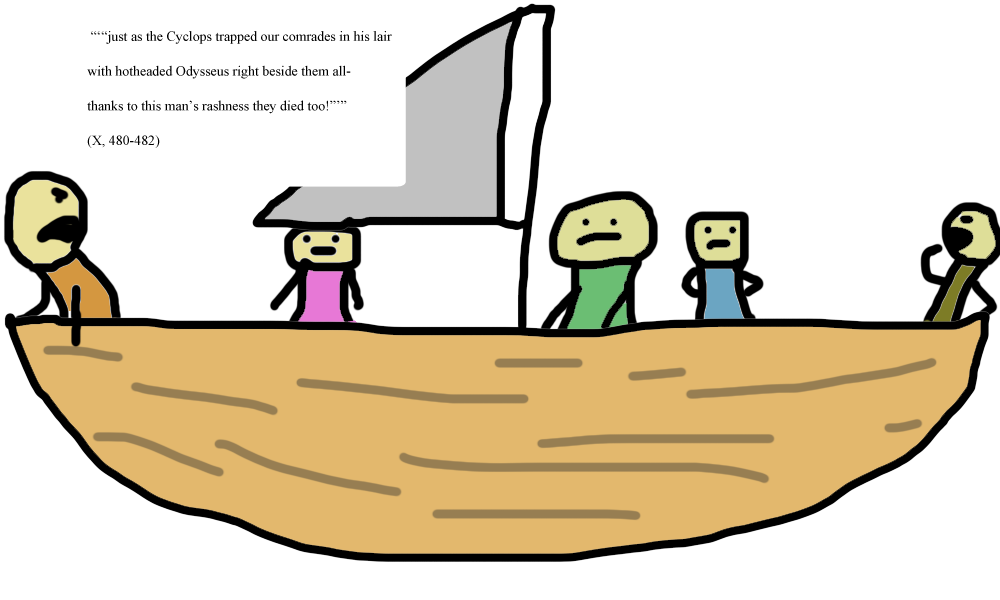 “““just as the Cyclops trapped our comrades in his lair
with hotheaded Odysseus right beside them all-
thanks to this man’s rashness they died too!”””
(X, 480-482)